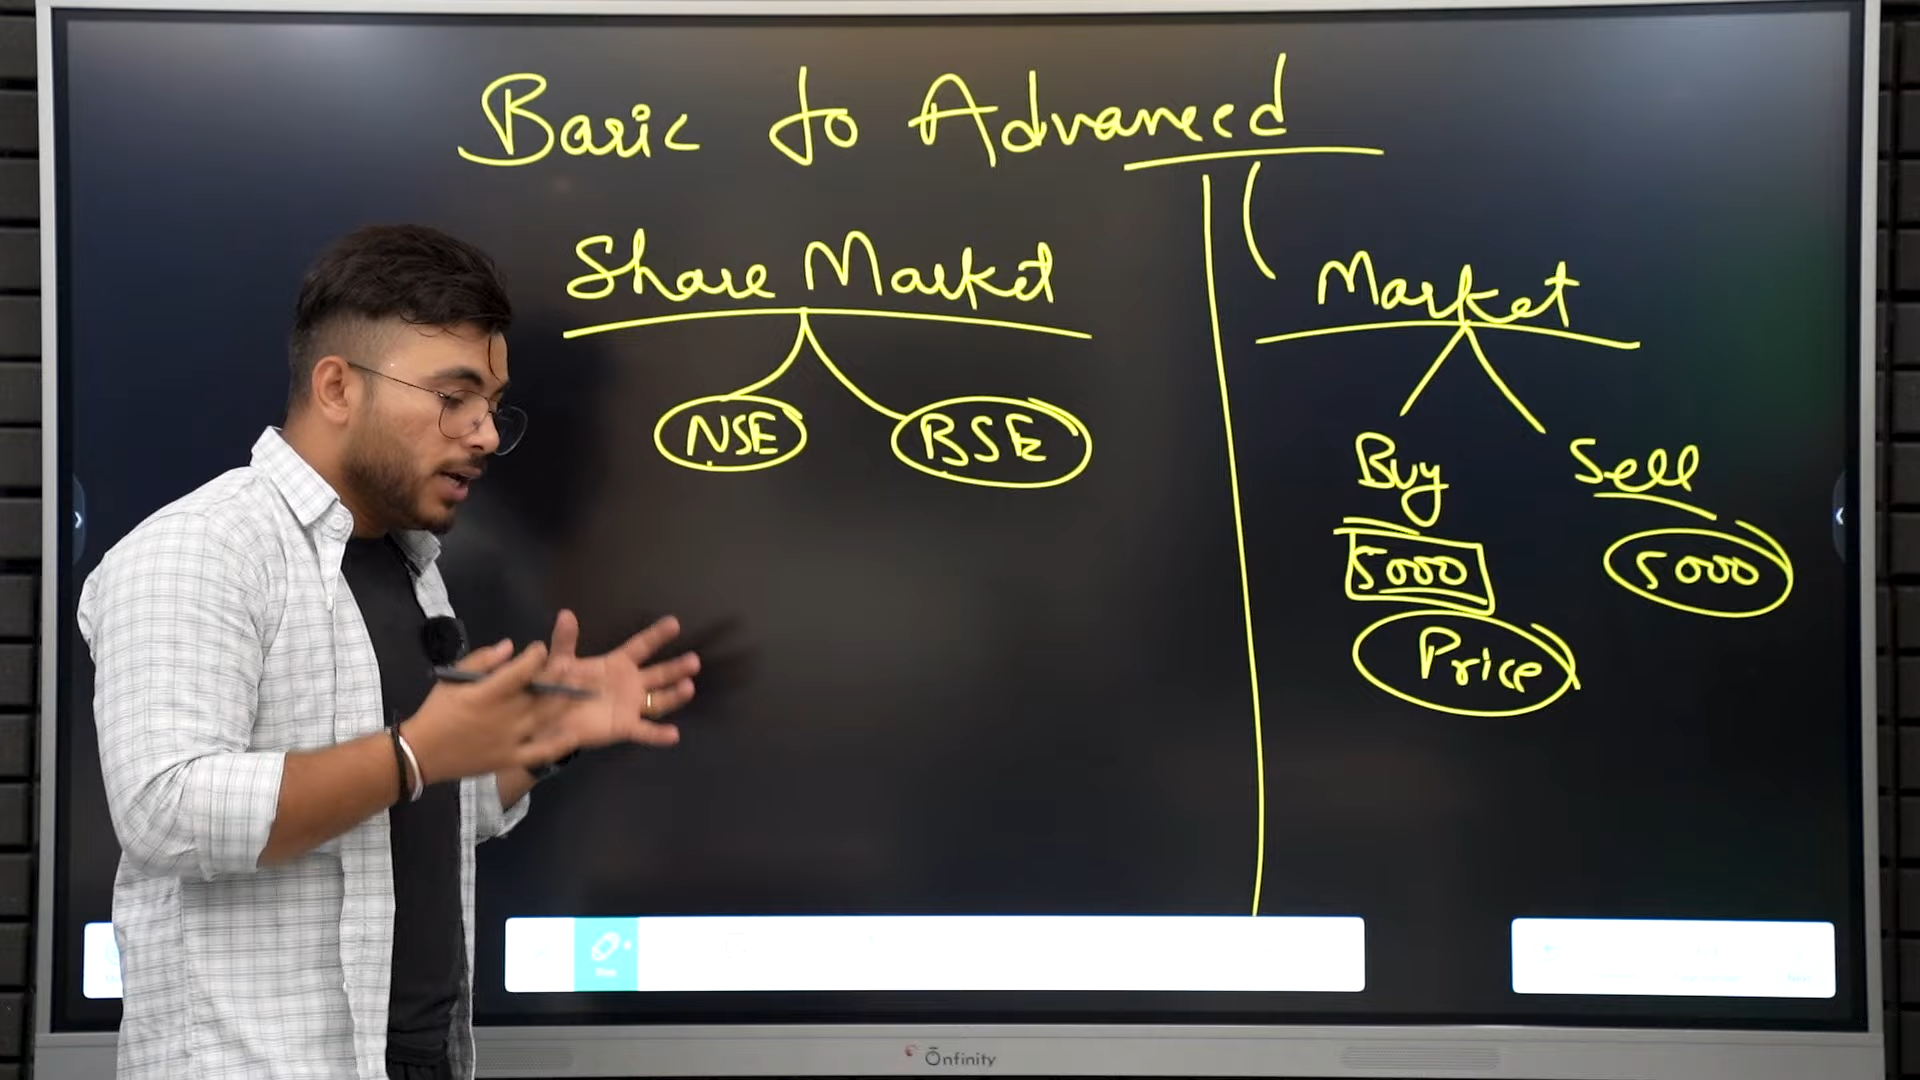 Basic to Advanced
Share Market
NSE BSE
Market
Buy Sell
5000 5000
Price
Onfinity